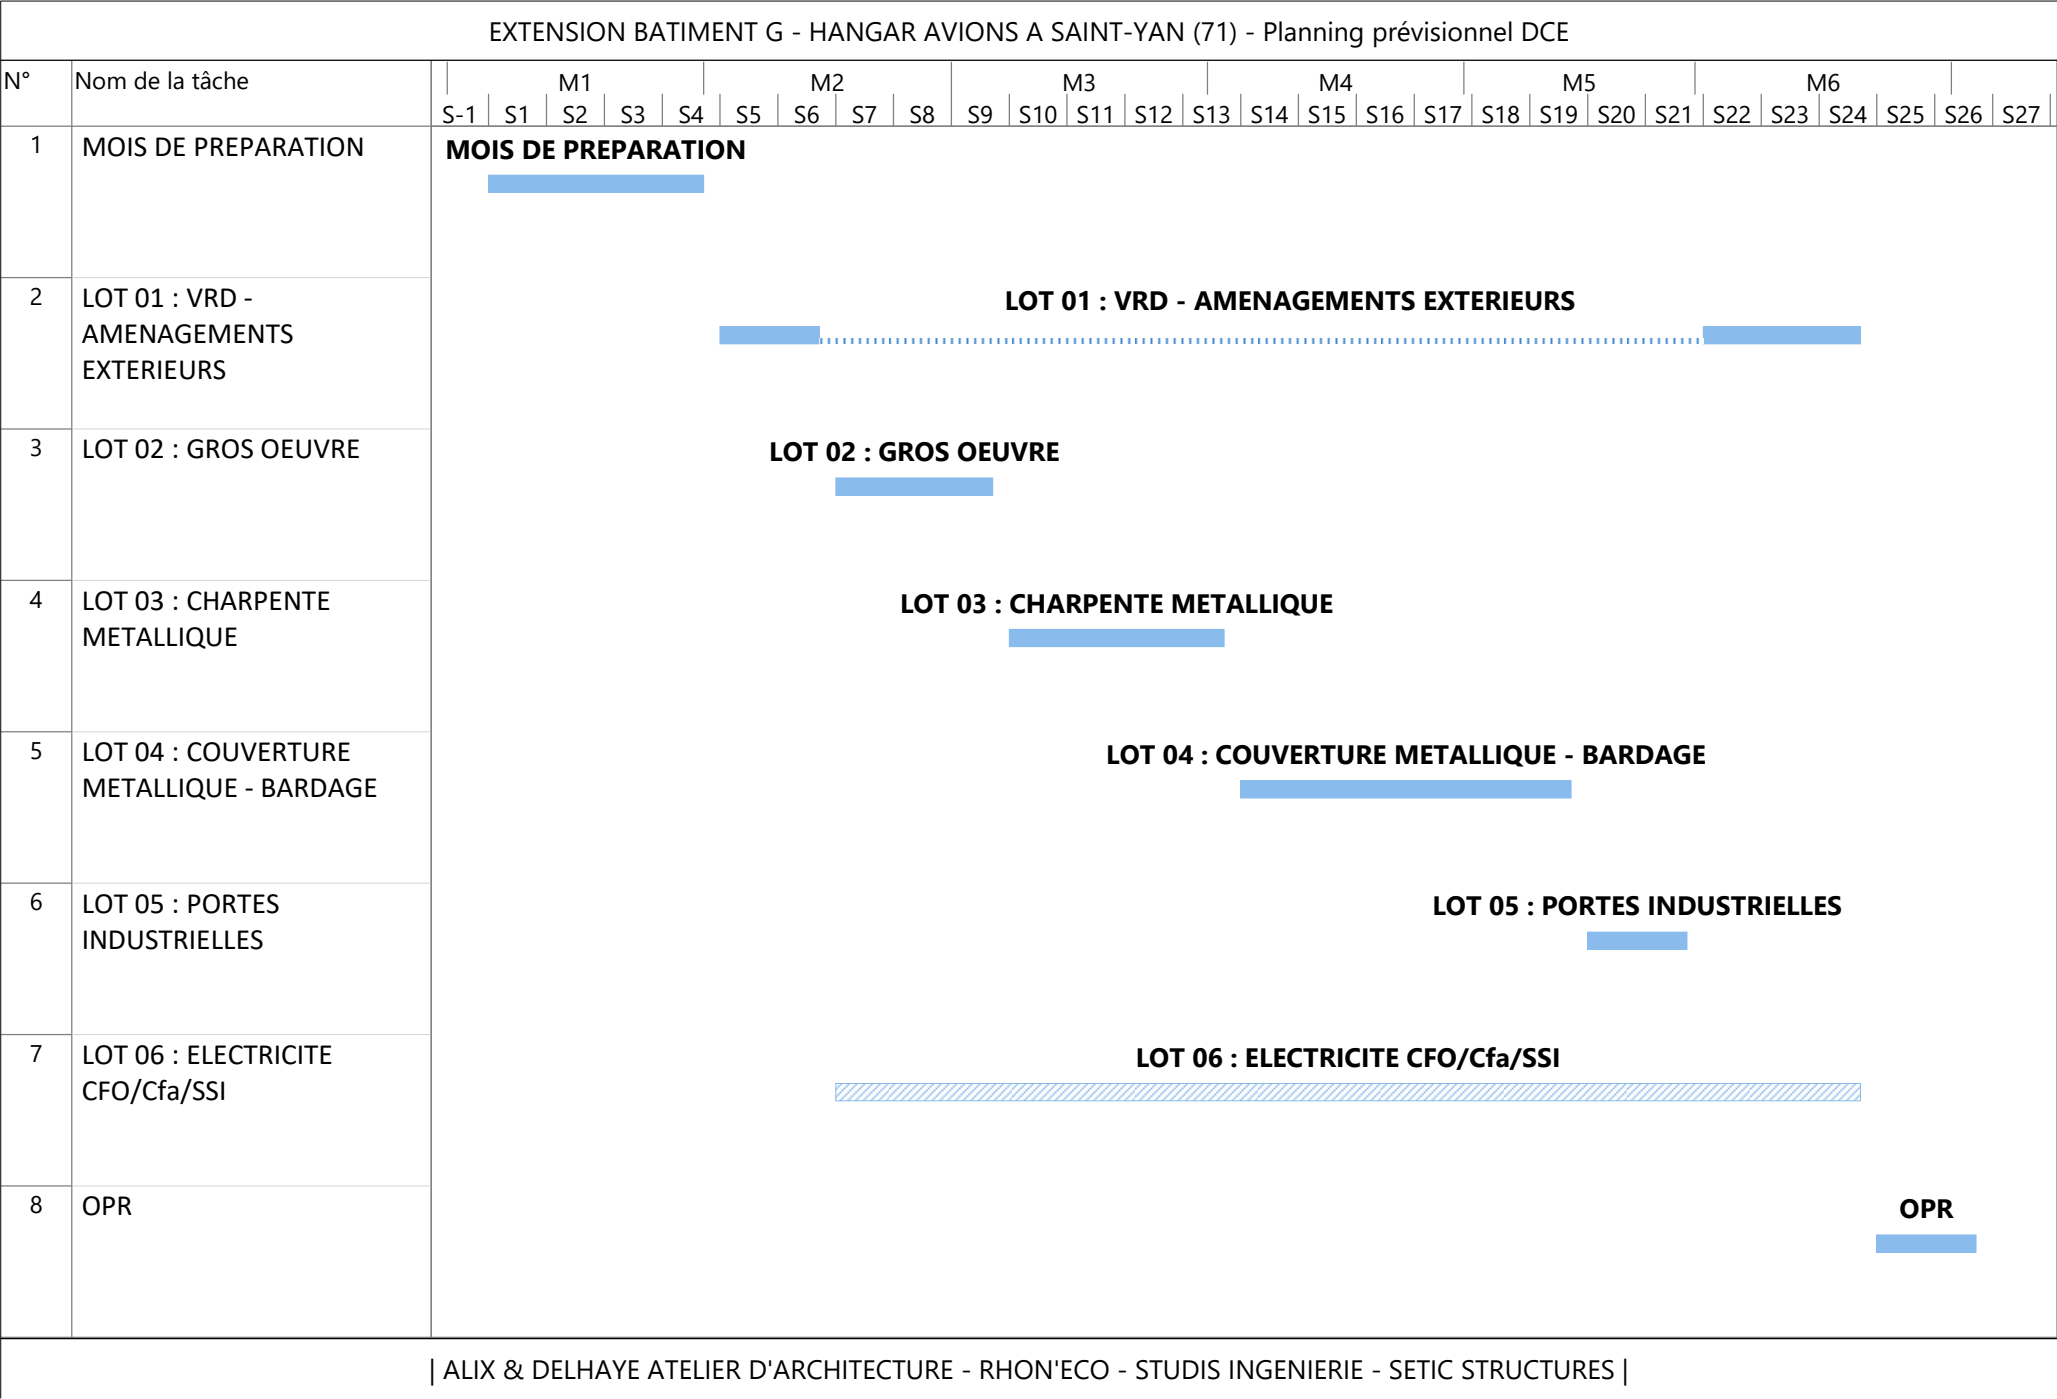 EXTENSION BATIMENT G - HANGAR AVIONS A SAINT-YAN (71) - Planning prévisionnel DCE
N° Nom de la tâche M1 M2 M3 M4 M5 M6
S-1 S1 S2 S3 S4 S5 S6 S7 S8 S9 S10 S11 S12 S13 S14 S15 S16 S17 S18 S19 S20 S21 S22 S23 S24 S25 S26 S27
1 MOIS DE PREPARATION
MOIS DE PREPARATION
2 LOT 01 : VRD -
AMENAGEMENTS
EXTERIEURS
LOT 01 : VRD - AMENAGEMENTS EXTERIEURS
3 LOT 02 : GROS OEUVRE
LOT 02 : GROS OEUVRE
4 LOT 03 : CHARPENTE
METALLIQUE
LOT 03 : CHARPENTE METALLIQUE
5 LOT 04 : COUVERTURE
METALLIQUE - BARDAGE
LOT 04 : COUVERTURE METALLIQUE - BARDAGE
6 LOT 05 : PORTES
INDUSTRIELLES
LOT 05 : PORTES INDUSTRIELLES
7 LOT 06 : ELECTRICITE
CFO/Cfa/SSI
LOT 06 : ELECTRICITE CFO/Cfa/SSI
8 OPR
OPR
| ALIX & DELHAYE ATELIER D'ARCHITECTURE - RHON'ECO - STUDIS INGENIERIE - SETIC STRUCTURES |